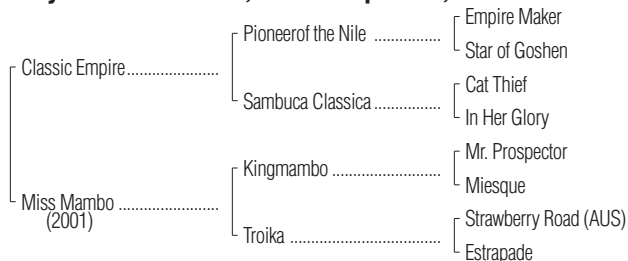 Empire Maker
Pioneerof the Nile ................
Star of Goshen
Classic Empire......................
Cat Thief
Sambuca Classica ................
In Her Glory
Mr. Prospector
Kingmambo ..........................
Miesque
Miss Mambo ........................
(2001)
Strawberry Road (AUS)
Troika ....................................
Estrapade